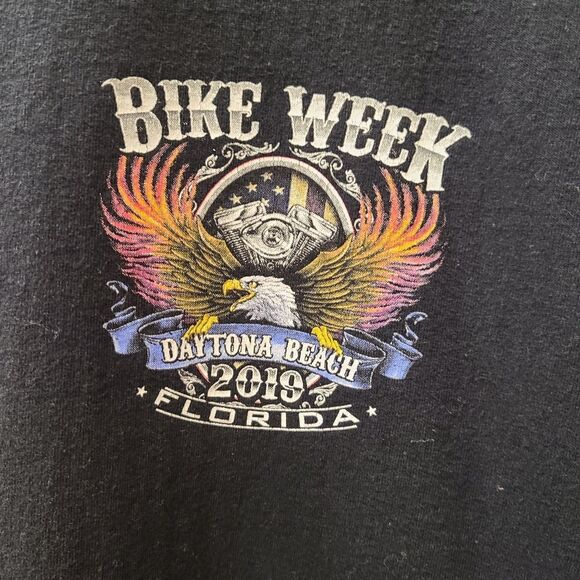 BIKE WEEK
DAYTONA BEACH
2019
FLORIDA